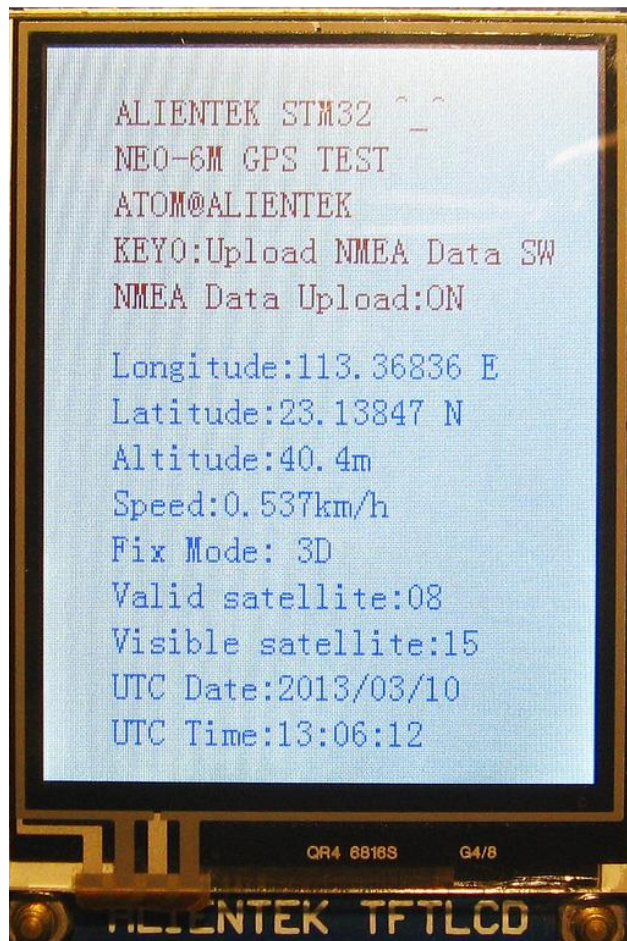 ALIENTEK STM32 ^_^
NEO-6M GPS TEST
ATOM@ALIENTEK
KEY0:Upload NMEA Data SW
NMEA Data Upload:ON
Longitude:113.36836 E
Latitude:23.13847 N
Altitude:40.4m
Speed:0.537km/h
Fix Mode: 3D
Valid satellite:08
Visible satellite:15
UTC Date:2013/03/10
UTC Time:13:06:12
QR4 6816S G4/8
ALIENTEK TFTLCD